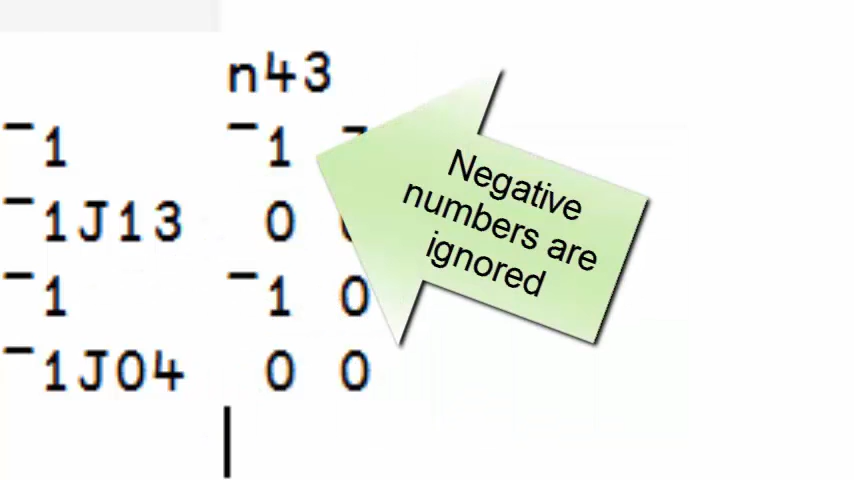 n43
¯1 ¯1
¯1J13 0
¯1 ¯1 0
¯1J04 0 0
Negative
numbers are
ignored